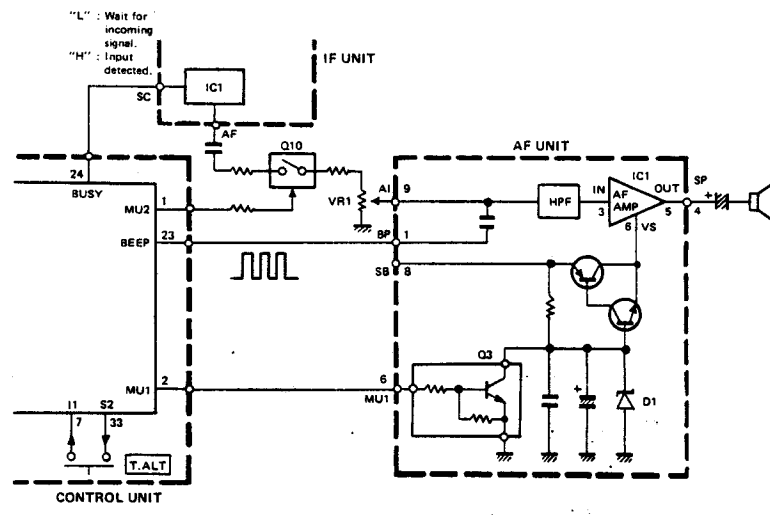 "L" : Wait for
incoming
signal.
"H" : Input
detected.
IF UNIT
IC1
SC
AF
Q10
AF UNIT
24
BUSY
MU2
1
VR1
AI
9
HPF
IN
3
AF
AMP
IC1
OUT
5
SP
4
6
VS
BEEP
23
BP
1
SB
8
Q3
MU1
2
6
MU1
D1
I1
S2
7
33
T.ALT
CONTROL UNIT